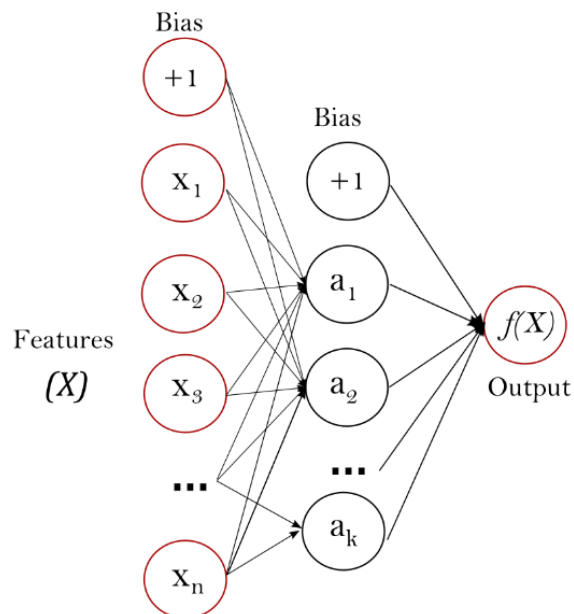 Bias
+1
Bias
x1
+1
x2
a1
Features
(X)
f(X)
x3
a2
Output
...
...
ak
xn